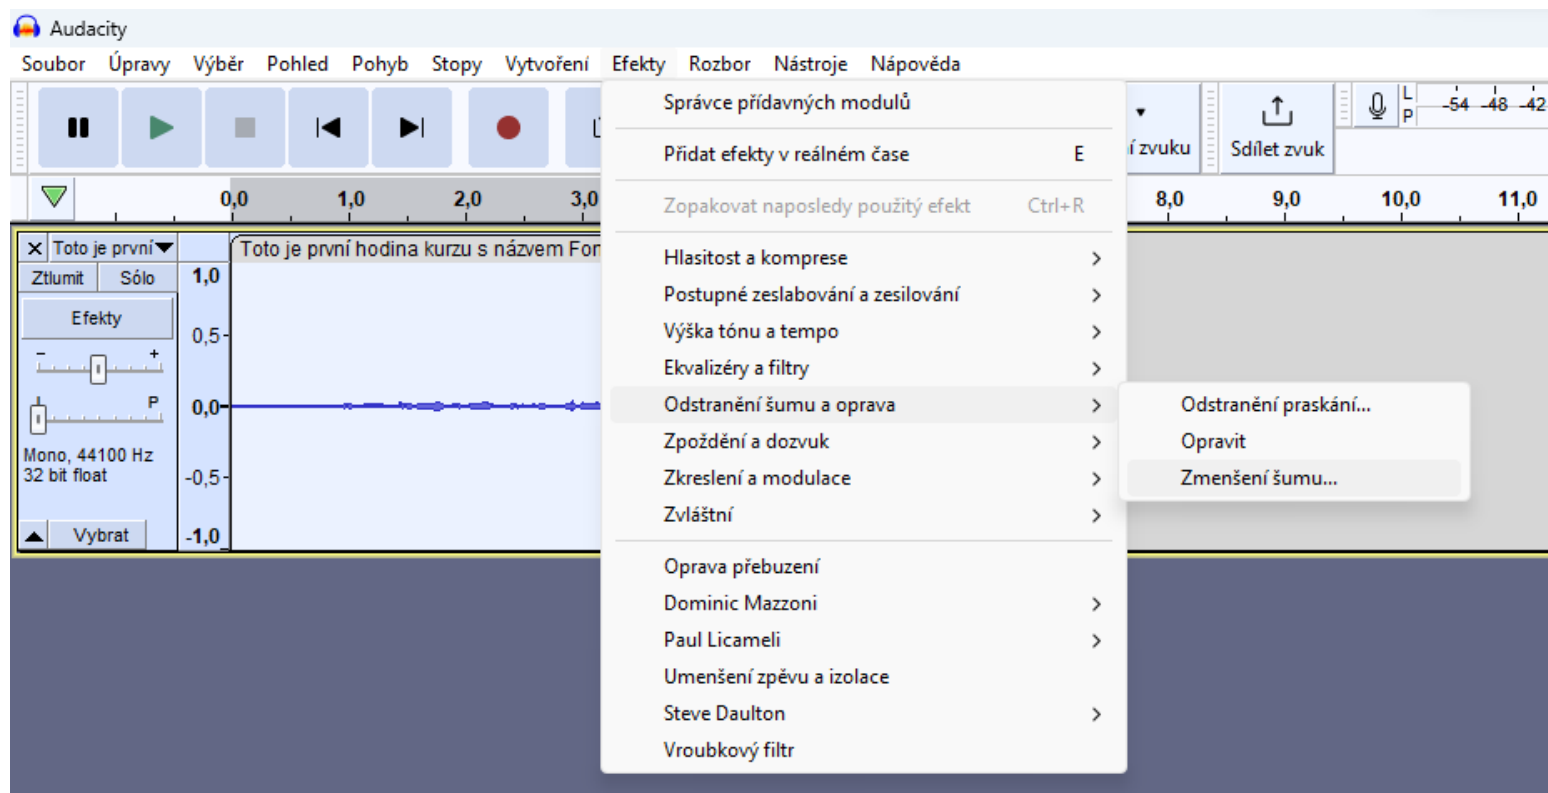 Audacity
Soubor Úpravy Výběr Pohled Pohyb Stopy Vytvoření Efekty Rozbor Nástroje Nápověda
Správce přídavných modulů
Přidat efekty v reálném čase E
Zopakovat naposledy použitý efekt Ctrl+R
Hlasitost a komprese
Postupné zeslabování a zesilování
Výška tónu a tempo
Ekvalizéry a filtry
Odstranění šumu a oprava
Zpoždění a dozvuk
Zkreslení a modulace
Zvláštní
Oprava přebuzení
Dominic Mazzoni
Paul Licameli
Umenšení zpěvu a izolace
Steve Daulton
Vroubkový filtr
Odstranění praskání...
Opravit
Zmenšení šumu...
í zvuku
Sdílet zvuk
L
P
-54 -48 -42
0,0 1,0 2,0 3,0 8,0 9,0 10,0 11,0
Toto je první
Toto je první hodina kurzu s názvem For
Ztlumit Sólo
Efekty
- +
P
Mono, 44100 Hz
32 bit float
Vybrat
1,0
0,5
0,0
-0,5
-1,0